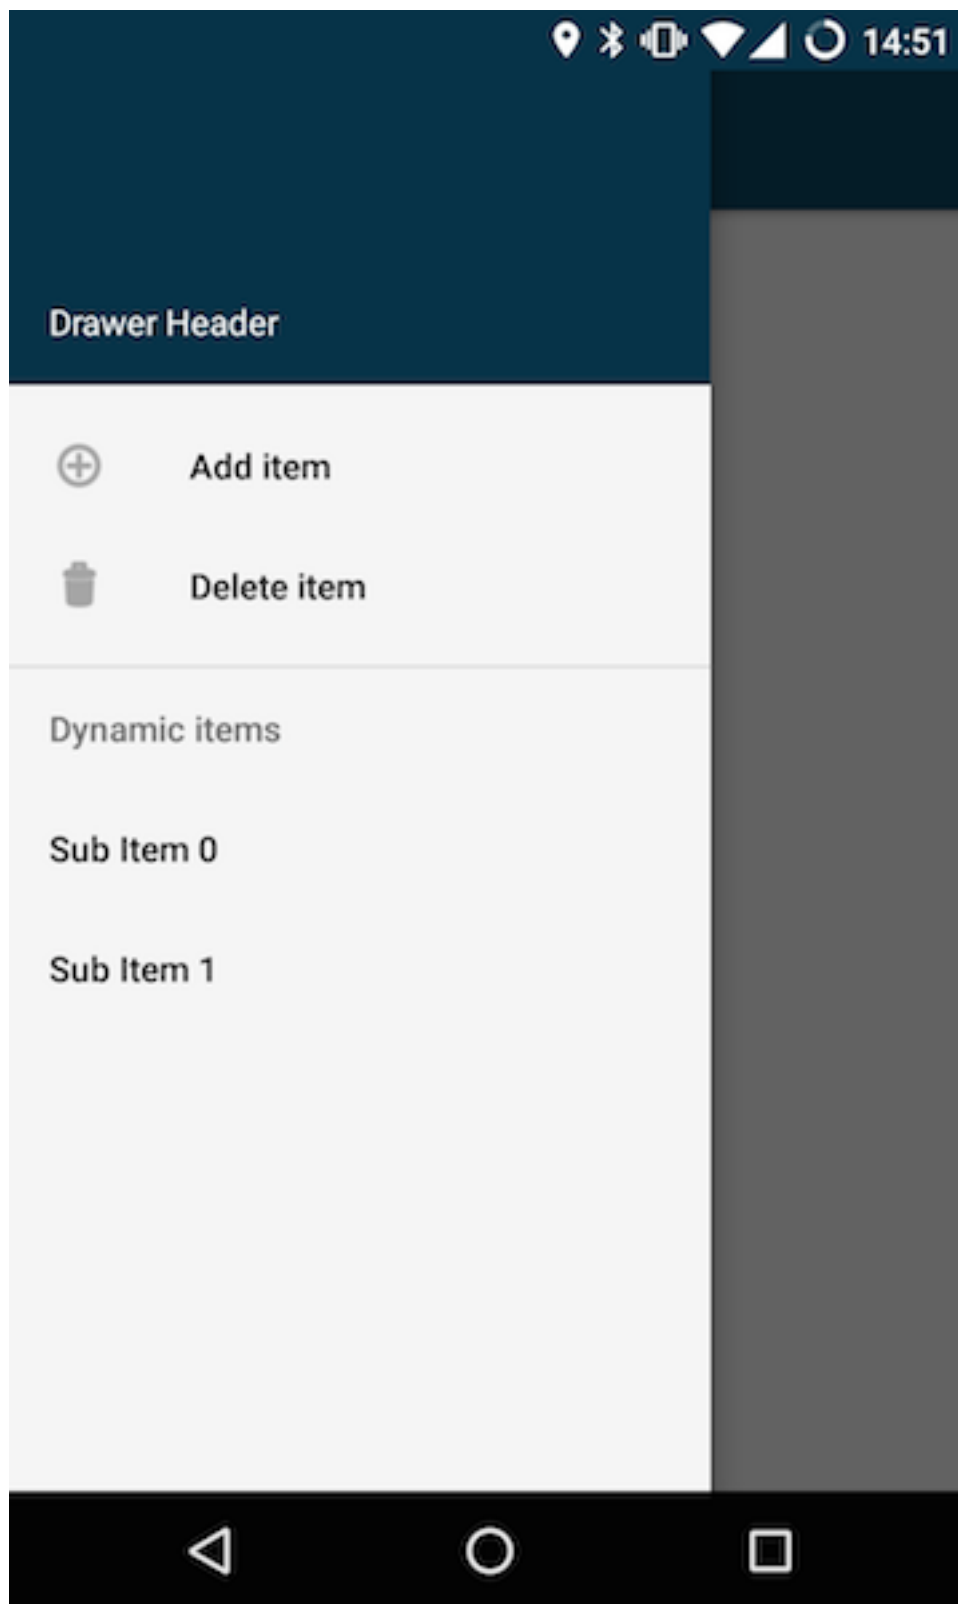 14:51
Drawer Header
Add item
Delete item
Dynamic items
Sub Item 0
Sub Item 1